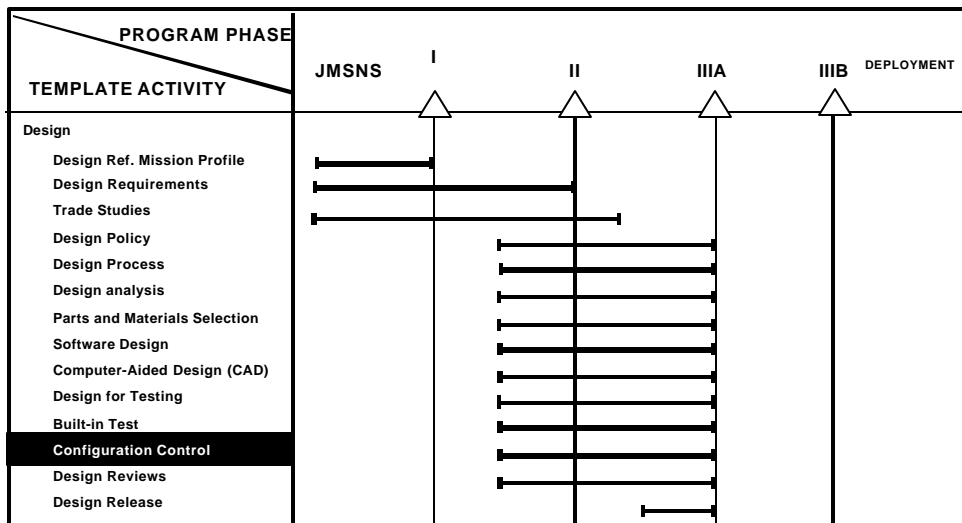 PROGRAM PHASE
TEMPLATE ACTIVITY
JMSNS
I
II
IIIA
IIIB
DEPLOYMENT
Design
Design Ref. Mission Profile
Design Requirements
Trade Studies
Design Policy
Design Process
Design analysis
Parts and Materials Selection
Software Design
Computer-Aided Design (CAD)
Design for Testing
Built-in Test
Configuration Control
Design Reviews
Design Release